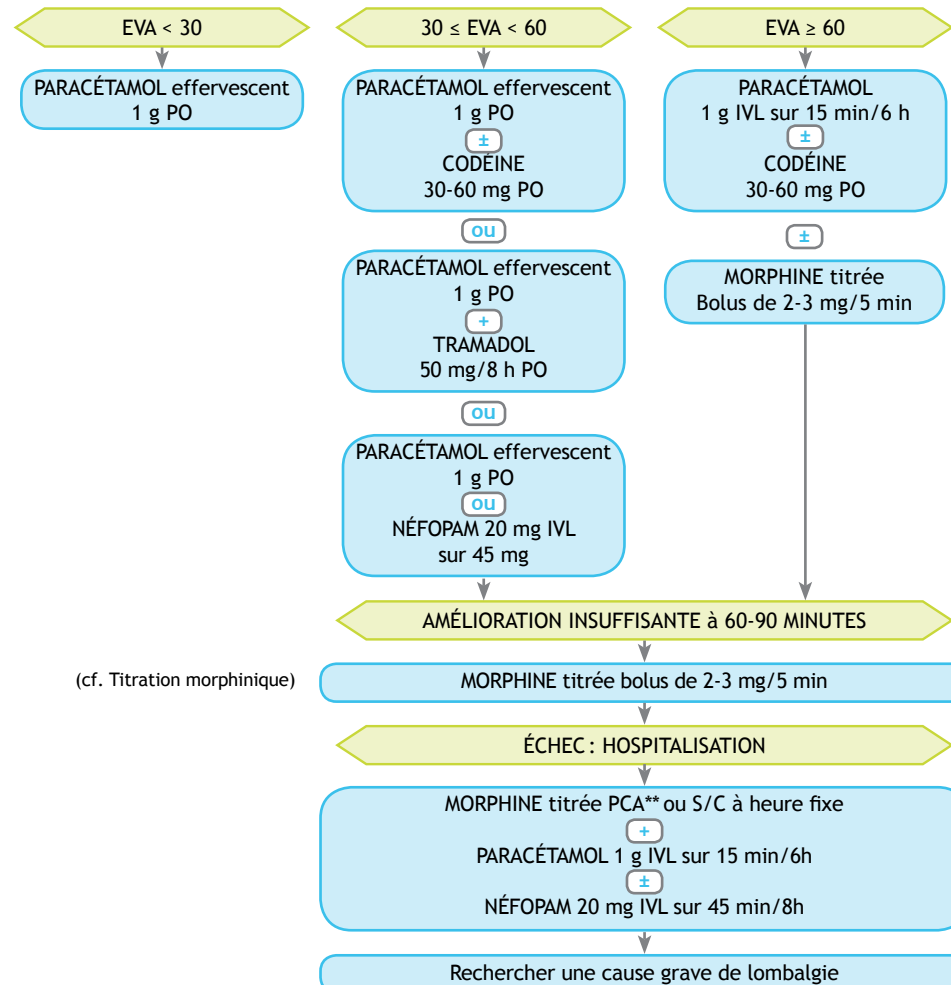 EVA < 30
PARACÉTAMOL effervescent
1 g PO
30 ≤ EVA < 60
PARACÉTAMOL effervescent
1 g PO
±
CODÉINE
30-60 mg PO
ou
PARACÉTAMOL effervescent
1 g PO
+
TRAMADOL
50 mg/8 h PO
ou
PARACÉTAMOL effervescent
1 g PO
ou
NÉFOPAM 20 mg IVL
sur 45 mg
EVA ≥ 60
PARACÉTAMOL
1 g IVL sur 15 min/6 h
±
CODÉINE
30-60 mg PO
±
MORPHINE titrée
Bolus de 2-3 mg/5 min
AMÉLIORATION INSUFFISANTE à 60-90 MINUTES
(cf. Titration morphinique)
MORPHINE titrée bolus de 2-3 mg/5 min
ÉCHEC : HOSPITALISATION
MORPHINE titrée PCA** ou S/C à heure fixe
+
PARACÉTAMOL 1 g IVL sur 15 min/6h
±
NÉFOPAM 20 mg IVL sur 45 min/8h
Rechercher une cause grave de lombalgie